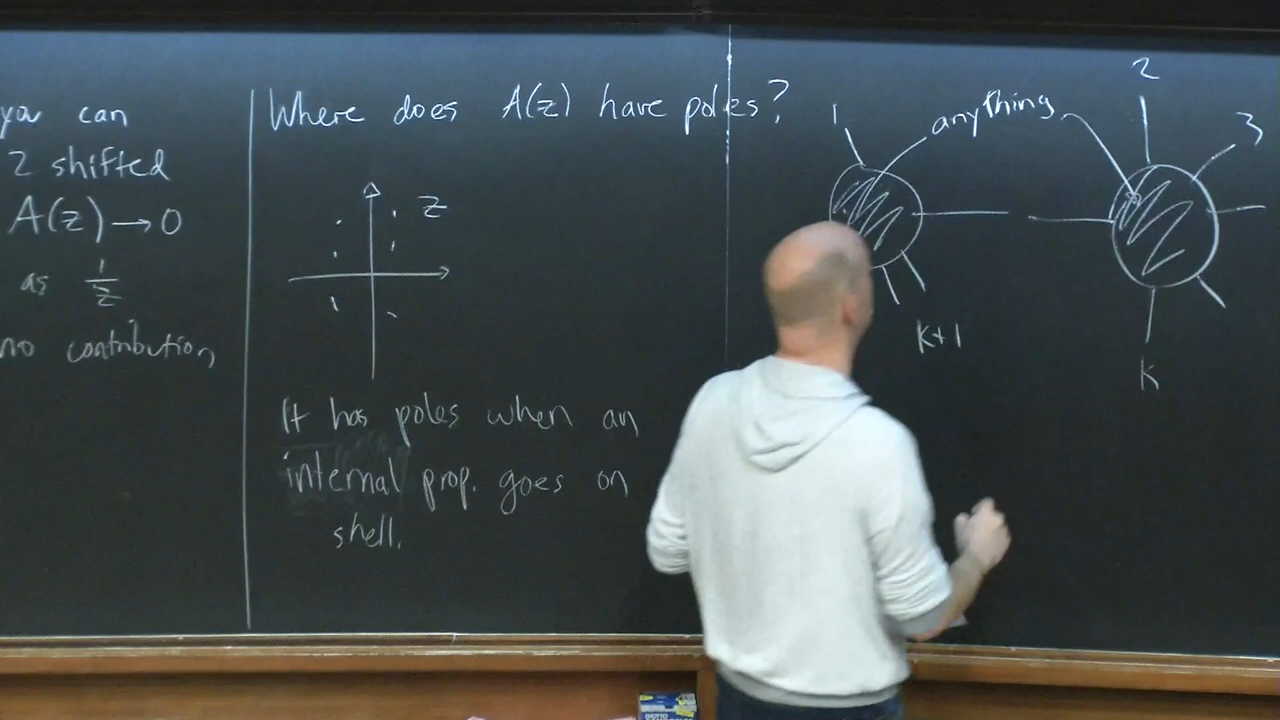 you can
2 shifted
A(z) → 0
as 1/z
no contribution
Where does A(z) have poles?
z
It has poles when an
internal prop. goes on
shell.
1
anything
2
3
K+1
K